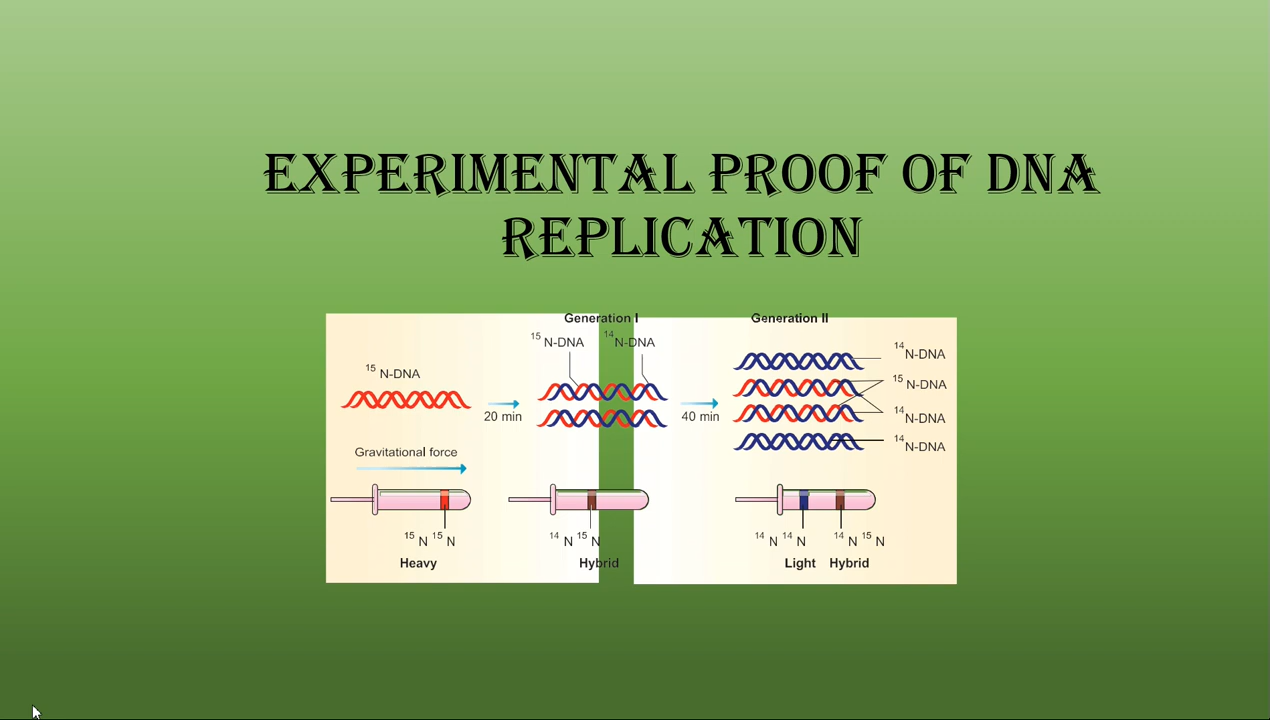 EXPERIMENTAL PROOF OF DNA
REPLICATION
Generation I
Generation II
15 N-DNA
15 N-DNA
14 N-DNA
14 N-DNA
15 N-DNA
14 N-DNA
14 N-DNA
20 min
40 min
Gravitational force
15 N 15 N
14 N 15 N
14 N 14 N
14 N 15 N
Heavy
Hybrid
Light
Hybrid